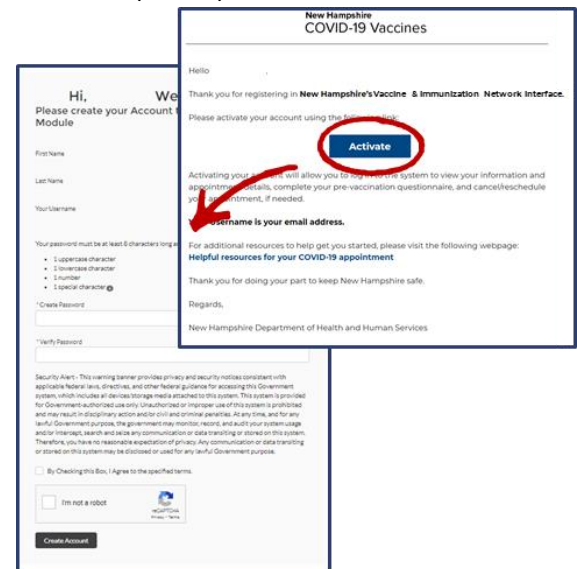 New Hampshire
COVID-19 Vaccines
Hello ,
Thank you for registering in New Hampshire's Vaccine & Immunization Network Interface.
Please activate your account using the following link:
Activate
Activating your account will allow you to log in to the system to view your information and
appointment details, complete your pre-vaccination questionnaire, and cancel/reschedule
your appointment, if needed.
username is your email address.
For additional resources to help get you started, please visit the following webpage:
Helpful resources for your COVID-19 appointment
Thank you for doing your part to keep New Hampshire safe.
Regards,
New Hampshire Department of Health and Human Services
Hi, We
Please create your Account t
Module
First Name
Last Name
Your Username
Your password must be at least 8 characters long a
1 uppercase character
1 lowercase character
1 number
1 special character
* Create Password
* Verify Password
Security Alert - This warning banner provides privacy and security notices consistent with
applicable federal laws, directives, and other federal guidance for accessing this Government
system, which includes all devices/storage media attached to this system. This system is provided
for Government-authorized use only. Unauthorized or improper use of this system is prohibited
and may result in disciplinary action and/or civil and criminal penalties. At any time, and for any
lawful Government purpose, the government may monitor, record, and audit your system usage
and/or intercept, search and seize any communication or data transiting or stored on this system.
Therefore, you have no reasonable expectation of privacy. Any communication or data transiting
or stored on this system may be disclosed or used for any lawful Government purpose.
By Checking this Box, I Agree to the specified terms.
I'm not a robot
reCAPTCHA
Privacy - Terms
Create Account